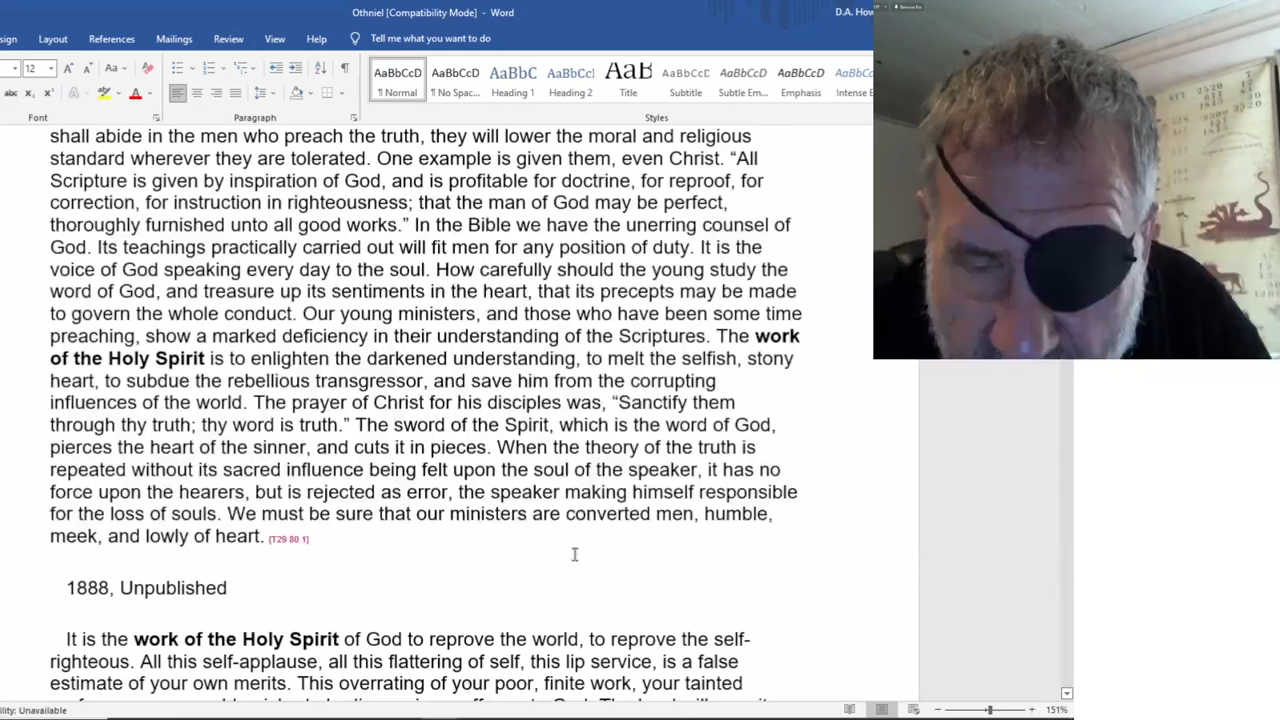 Othniel [Compatibility Mode] - Word
D.A. How
sign Layout References Mailings Review View Help Tell me what you want to do
12 Aa
AaBbCcD AaBbCcD AaBbC AaBbCcI AaB AaBbCcD AaBbCcD AaBbCcD AaBbCcD
¶ Normal ¶ No Spac... Heading 1 Heading 2 Title Subtitle Subtle Em... Emphasis Intense E
Font Paragraph Styles
shall abide in the men who preach the truth, they will lower the moral and religious
standard wherever they are tolerated. One example is given them, even Christ. “All
Scripture is given by inspiration of God, and is profitable for doctrine, for reproof, for
correction, for instruction in righteousness; that the man of God may be perfect,
thoroughly furnished unto all good works.” In the Bible we have the unerring counsel of
God. Its teachings practically carried out will fit men for any position of duty. It is the
voice of God speaking every day to the soul. How carefully should the young study the
word of God, and treasure up its sentiments in the heart, that its precepts may be made
to govern the whole conduct. Our young ministers, and those who have been some time
preaching, show a marked deficiency in their understanding of the Scriptures. The work
of the Holy Spirit is to enlighten the darkened understanding, to melt the selfish, stony
heart, to subdue the rebellious transgressor, and save him from the corrupting
influences of the world. The prayer of Christ for his disciples was, “Sanctify them
through thy truth; thy word is truth.” The sword of the Spirit, which is the word of God,
pierces the heart of the sinner, and cuts it in pieces. When the theory of the truth is
repeated without its sacred influence being felt upon the soul of the speaker, it has no
force upon the hearers, but is rejected as error, the speaker making himself responsible
for the loss of souls. We must be sure that our ministers are converted men, humble,
meek, and lowly of heart. {T29 80.1}
1888, Unpublished
It is the work of the Holy Spirit of God to reprove the world, to reprove the self-
righteous. All this self-applause, all this flattering of self, this lip service, is a false
estimate of your own merits. This overrating of your poor, finite work, your tainted
ility: Unavailable
151%
677 2520
2520
1843